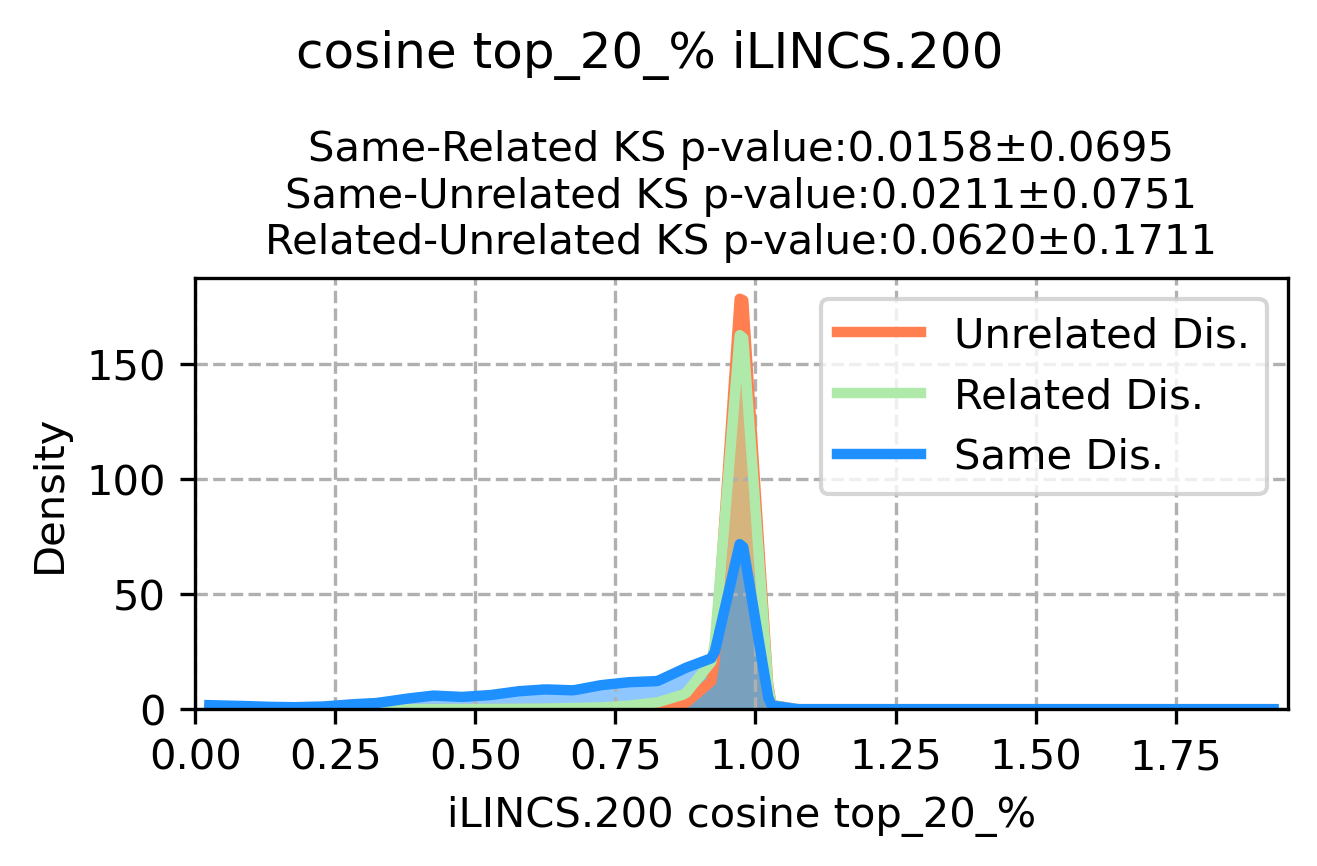 cosine top_20_% iLINCS.200
Same-Related KS p-value:0.0158±0.0695
Same-Unrelated KS p-value:0.0211±0.0751
Related-Unrelated KS p-value:0.0620±0.1711
Unrelated Dis.
Related Dis.
Same Dis.
Density
150
100
50
0
0.00 0.25 0.50 0.75 1.00 1.25 1.50 1.75
iLINCS.200 cosine top_20_%